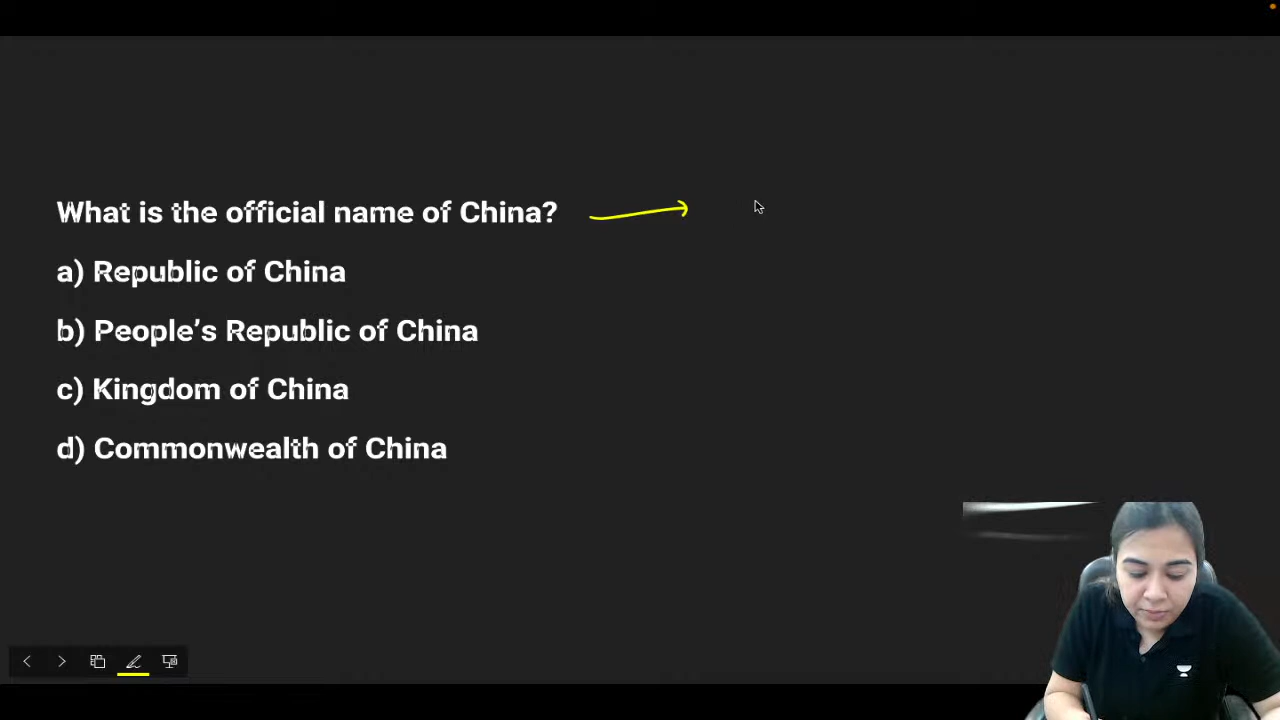 What is the official name of China?
a) Republic of China
b) People’s Republic of China
c) Kingdom of China
d) Commonwealth of China